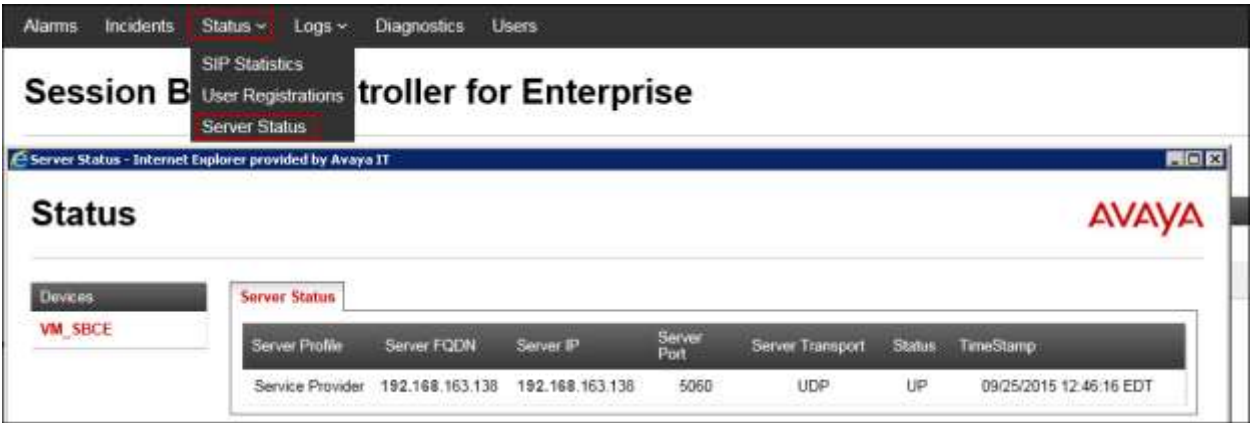 Alarms Incidents Status Logs Diagnostics Users
SIP Statistics
Session B troller for Enterprise
User Registrations
Server Status
Server Status - Internet Explorer provided by Avaya IT
Status
AVAYA
Devices
Server Status
VM_SBCE
Server Profile Server FQDN Server IP Server Port Server Transport Status TimeStamp
Service Provider 192.168.163.138 192.168.163.138 5060 UDP UP 09/25/2015 12:46:16 EDT